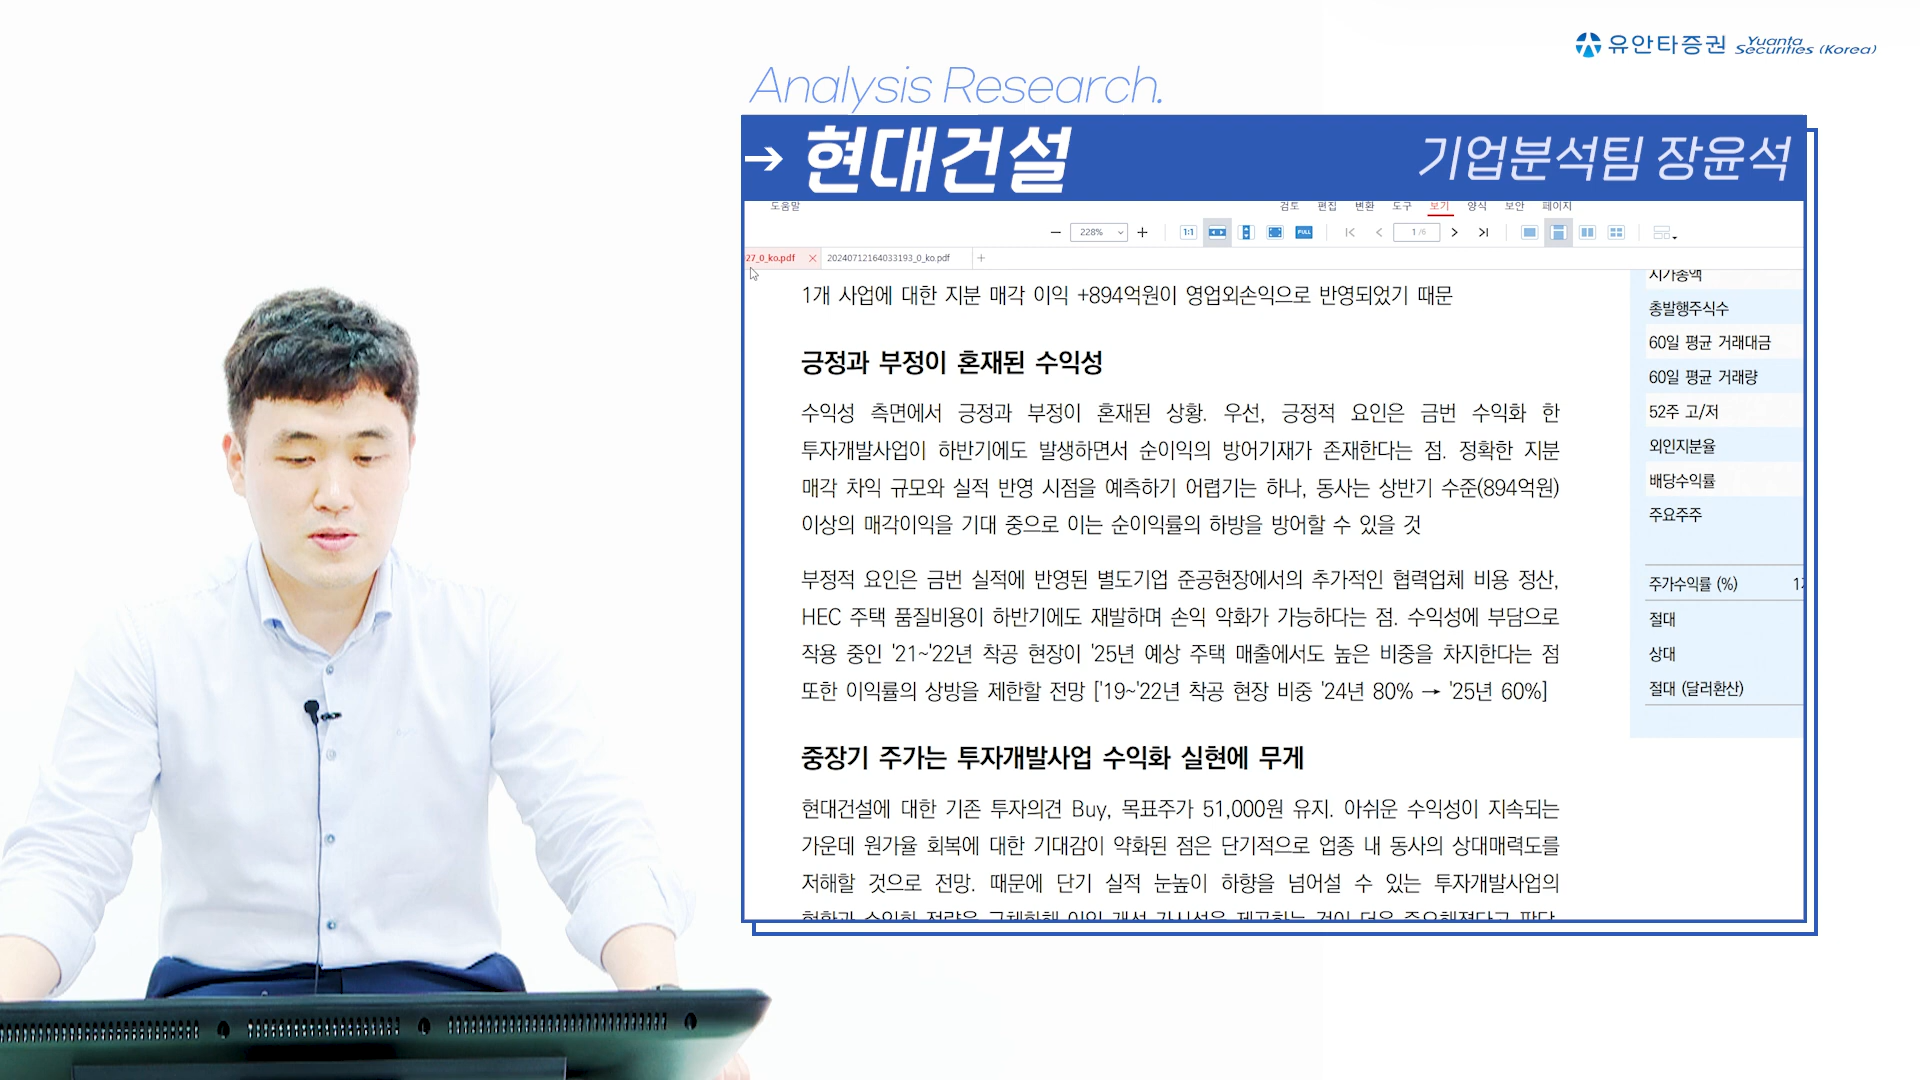 유안타증권 Yuanta Securities (Korea)
Analysis Research.
→ 현대건설
기업분석팀 장윤석
도움말 검토 편집 변환 도구 보기 양식 보안 페이지
228% 1:1 FULL 1/6
27_0_ko.pdf 20240712164033193_0_ko.pdf
1개 사업에 대한 지분 매각 이익 +894억원이 영업외손익으로 반영되었기 때문
긍정과 부정이 혼재된 수익성
수익성 측면에서 긍정과 부정이 혼재된 상황. 우선, 긍정적 요인은 금번 수익화 한
투자개발사업이 하반기에도 발생하면서 순이익의 방어기재가 존재한다는 점. 정확한 지분
매각 차익 규모와 실적 반영 시점을 예측하기 어렵기는 하나, 동사는 상반기 수준(894억원)
이상의 매각이익을 기대 중으로 이는 순이익률의 하방을 방어할 수 있을 것
부정적 요인은 금번 실적에 반영된 별도기업 준공현장에서의 추가적인 협력업체 비용 정산,
HEC 주택 품질비용이 하반기에도 재발하며 손익 악화가 가능하다는 점. 수익성에 부담으로
작용 중인 '21~'22년 착공 현장이 '25년 예상 주택 매출에서도 높은 비중을 차지한다는 점
또한 이익률의 상방을 제한할 전망 ['19~'22년 착공 현장 비중 '24년 80% → '25년 60%]
중장기 주가는 투자개발사업 수익화 실현에 무게
현대건설에 대한 기존 투자의견 Buy, 목표주가 51,000원 유지. 아쉬운 수익성이 지속되는
가운데 원가율 회복에 대한 기대감이 약화된 점은 단기적으로 업종 내 동사의 상대매력도를
저해할 것으로 전망. 때문에 단기 실적 눈높이 하향을 넘어설 수 있는 투자개발사업의
시가총액
총발행주식수
60일 평균 거래대금
60일 평균 거래량
52주 고/저
외인지분율
배당수익률
주요주주
주가수익률 (%)
절대
상대
절대 (달러환산)